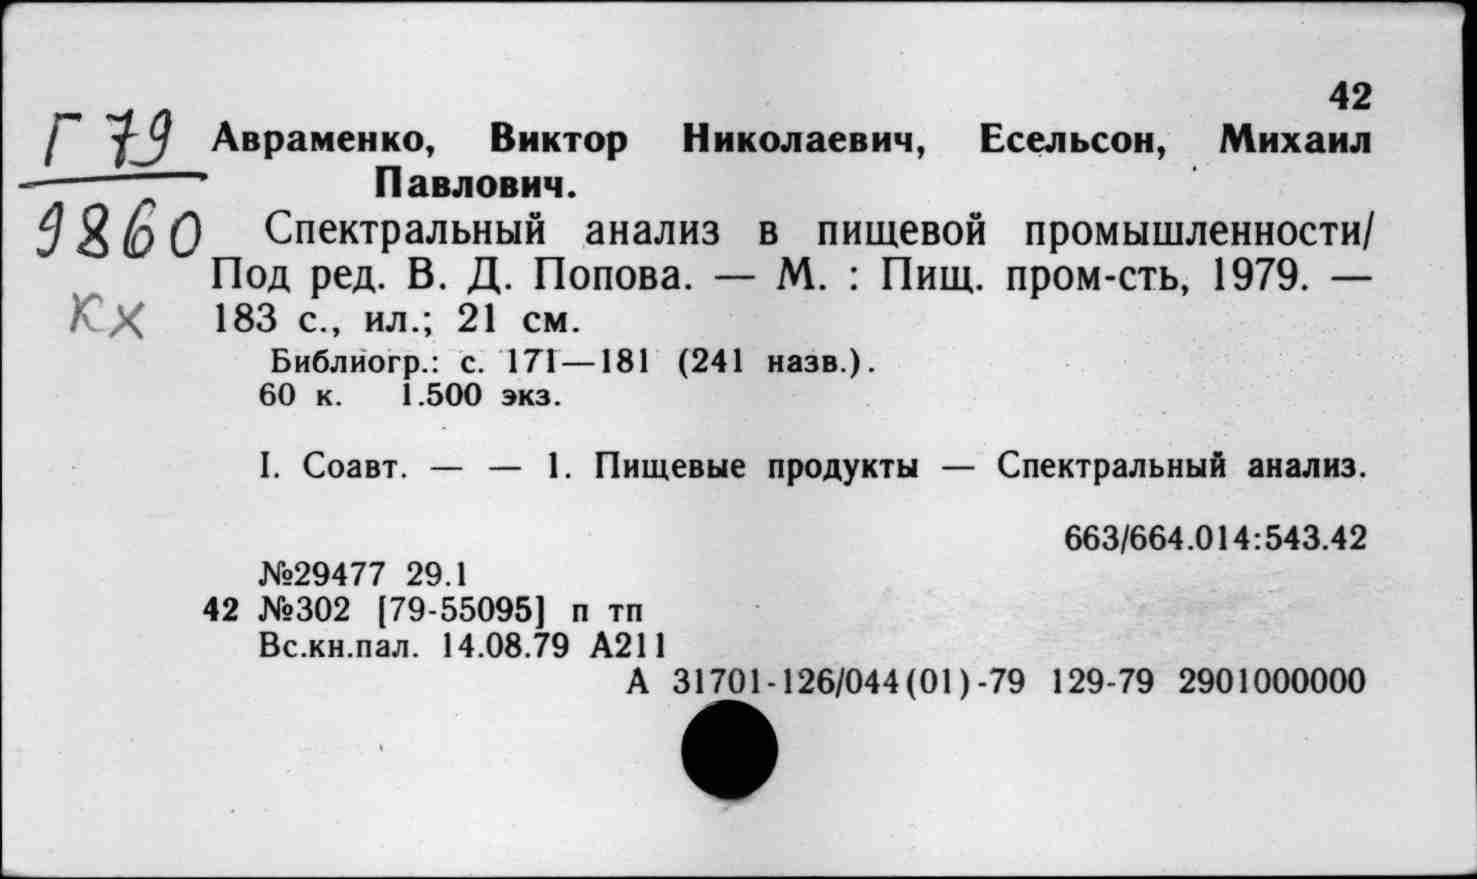 42
Г 79
9860
кх
Авраменко, Виктор Николаевич, Есельсон, Михаил
Павлович.
Спектральный анализ в пищевой промышленности/
Под ред. В. Д. Попова. — М. : Пищ. пром-сть, 1979. —
183 с., ил.; 21 см.
Библиогр.: с. 171—181 (241 назв.).
60 к. 1.500 экз.
I. Соавт. — — 1. Пищевые продукты — Спектральный анализ.
663/664.014:543.42
№29477 29.1
42 №302 [79-55095] п тп
Вс.кн.пал. 14.08.79 А211
А 31701-126/044(01)-79 129-79 2901000000